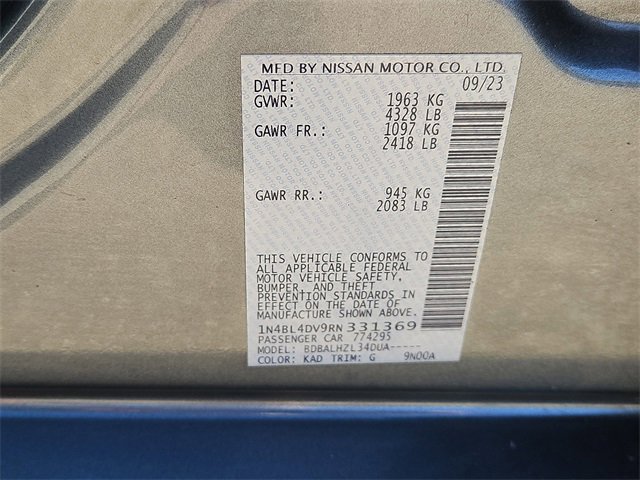 MFD BY NISSAN MOTOR CO., LTD.
DATE: 09/23
GVWR: 1963 KG
4328 LB
GAWR FR.: 1097 KG
2418 LB
GAWR RR.: 945 KG
2083 LB
THIS VEHICLE CONFORMS TO
ALL APPLICABLE FEDERAL
MOTOR VEHICLE SAFETY,
BUMPER, AND THEFT
PREVENTION STANDARDS IN
EFFECT ON THE DATE OF
MANUFACTURE SHOWN ABOVE.
1N4BL4DV9RN331369
PASSENGER CAR 774295
MODEL: BDBALHZL34DUA-----
COLOR: KAD TRIM: G 9N00A